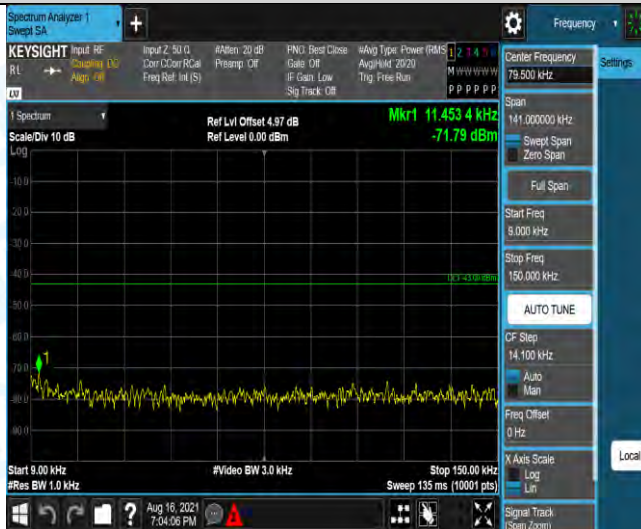 Spectrum Analyzer 1
Swept SA
Frequency
KEYSIGHT Input: RF
RL
Coupling: DC
Align: Off
Input Z: 50 Ω
Corr CCorr RCal
Freq Ref: Int (S)
#Atten: 20 dB
Preamp: Off
PNO: Best Close
Gate: Off
IF Gain: Low
Sig Track: Off
#Avg Type: Power (RMS
Avg|Hold: 20/20
Trig: Free Run
1 2 3 4 5 6
M W W W W W
P P P P P P
LXI
1 Spectrum
Scale/Div 10 dB
Ref Lvl Offset 4.97 dB
Ref Level 0.00 dBm
Mkr1 11.453 4 kHz
-71.79 dBm
Log
-10.0
-20.0
-30.0
-40.0
DL1 -43.00 dBm
-50.0
-60.0
-70.0
1
-80.0
-90.0
Start 9.00 kHz
#Res BW 1.0 kHz
#Video BW 3.0 kHz
Stop 150.00 kHz
Sweep 135 ms (10001 pts)
Aug 16, 2021
7:04:06 PM
Center Frequency
79.500 kHz
Settings
Span
141.000000 kHz
Swept Span
Zero Span
Full Span
Start Freq
9.000 kHz
Stop Freq
150.000 kHz
AUTO TUNE
CF Step
14.100 kHz
Auto
Man
Freq Offset
0 Hz
X Axis Scale
Log
Lin
Local
Signal Track
(Span Zoom)